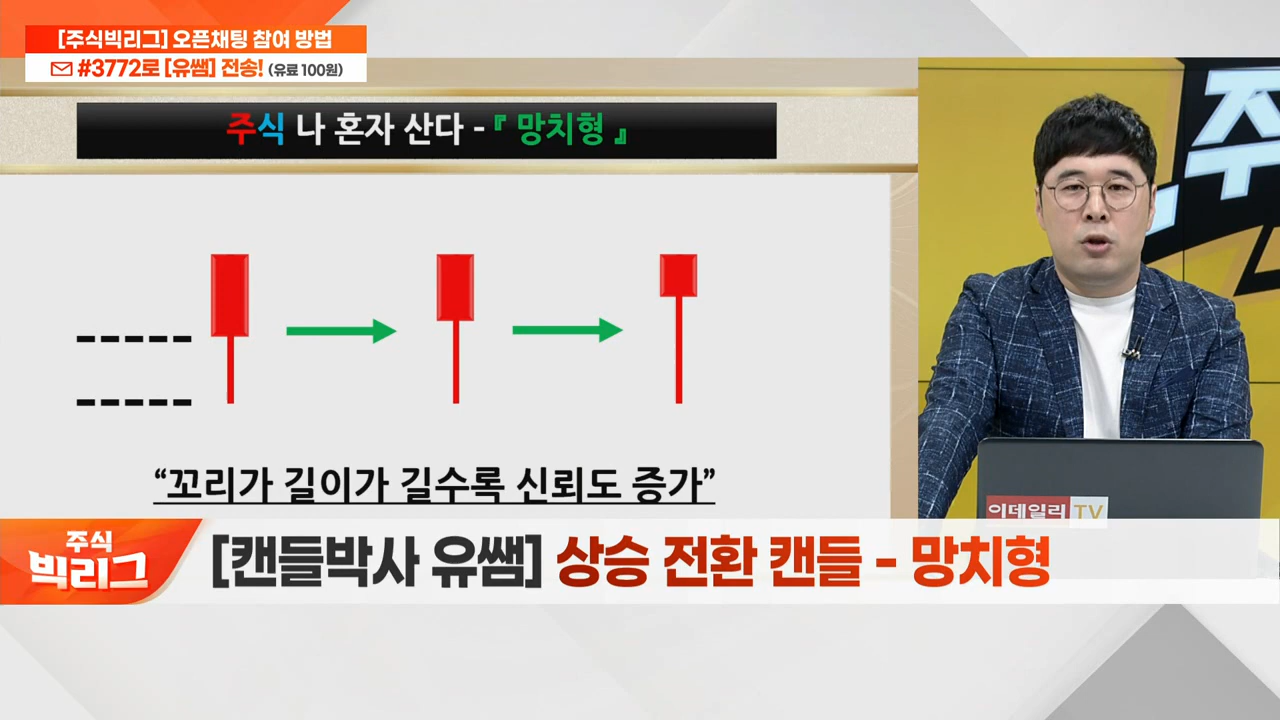 [주식빅리그] 오픈채팅 참여 방법
#3772로 [유쌤] 전송! (유료 100원)
주식 나 혼자 산다 -『 망치형 』
주
“꼬리가 길이가 길수록 신뢰도 증가”
이데일리 TV
주식
빅리그
[캔들박사 유쌤] 상승 전환 캔들 - 망치형